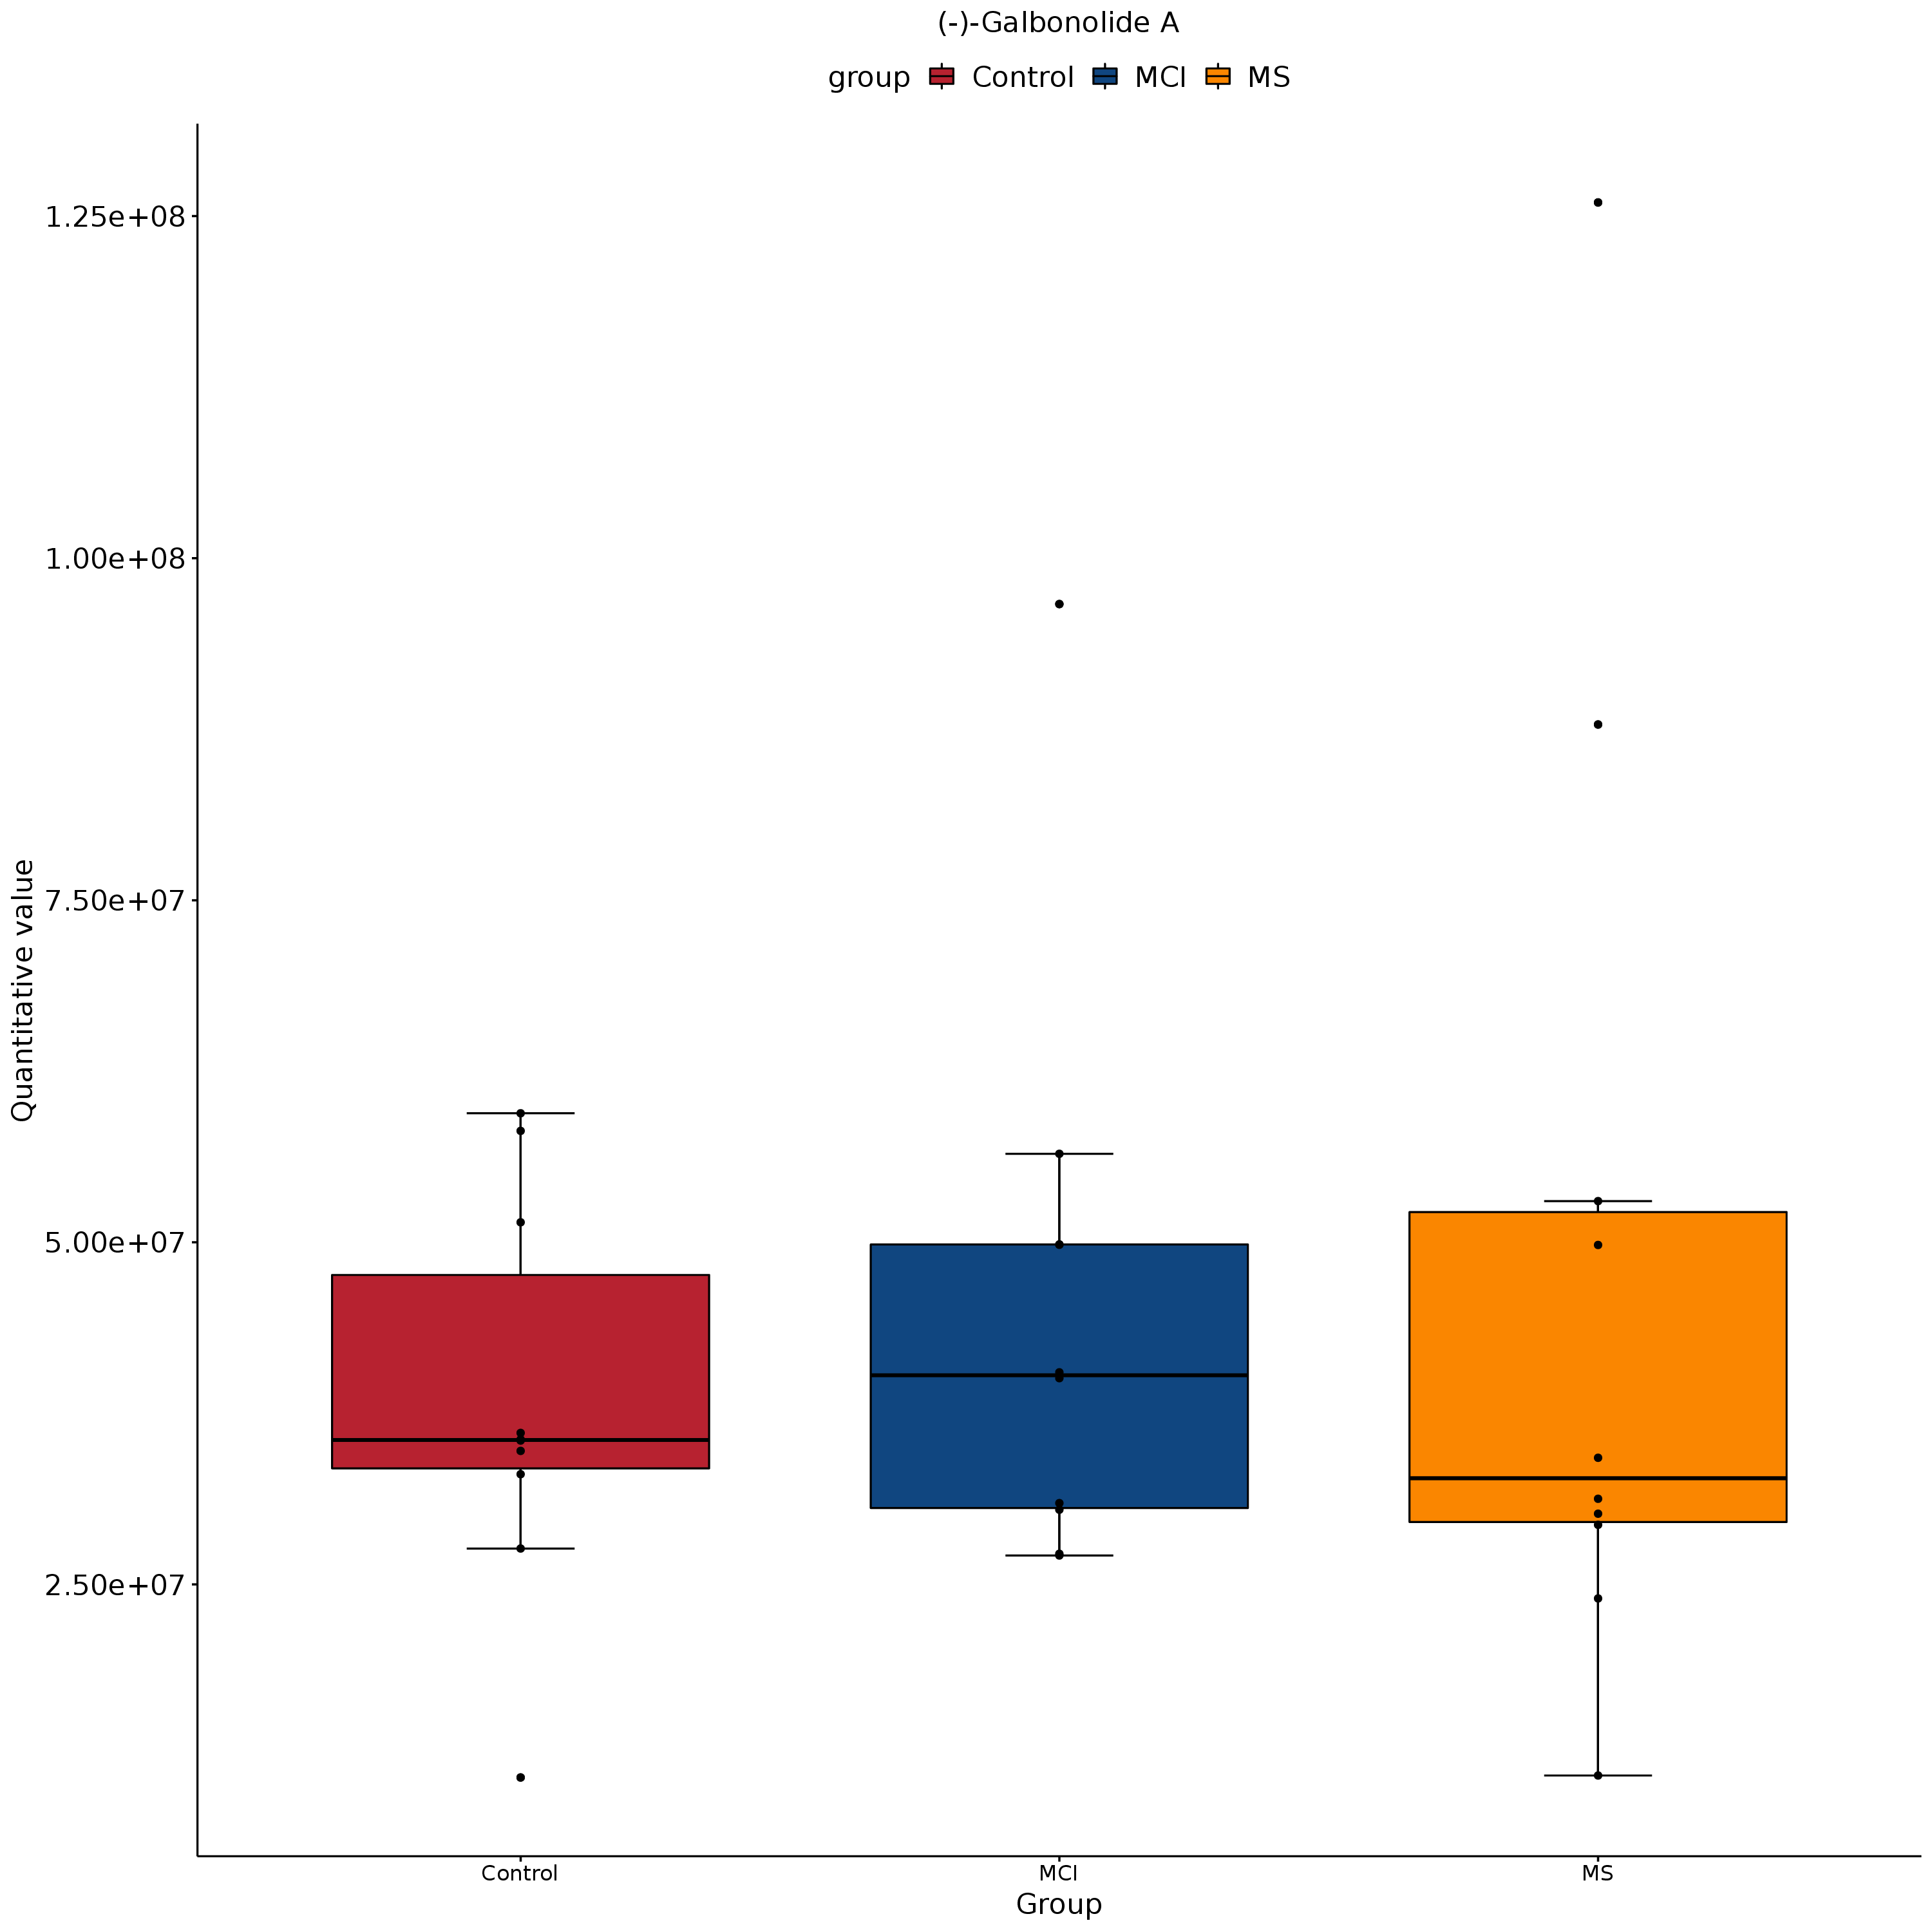 (-)-Galbonolide A
group Control MCI MS
Quantitative value
1.25e+08
1.00e+08
7.50e+07
5.00e+07
2.50e+07
Control MCI MS
Group